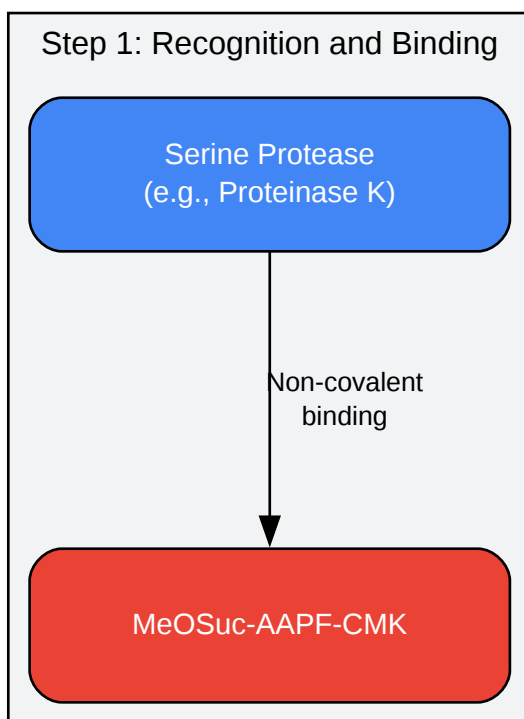 Step 1: Recognition and Binding
Serine Protease
(e.g., Proteinase K)
Non-covalent
binding
MeOSuc-AAPF-CMK